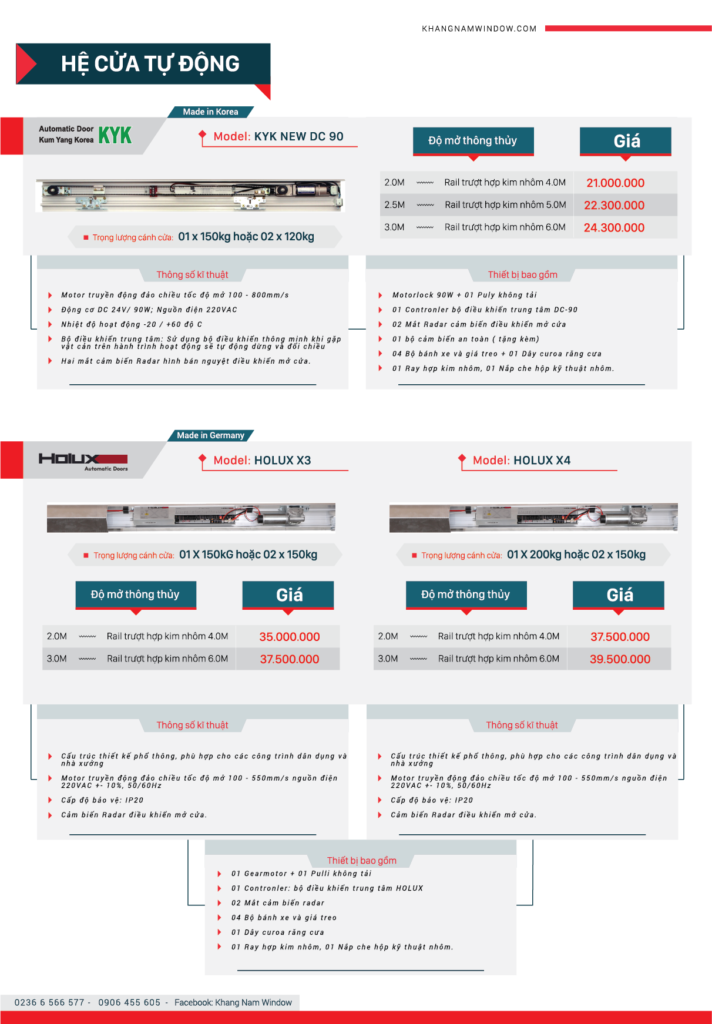 KHANGNAMWINDOW.COM
HỆ CỬA TỰ ĐỘNG
Made in Korea
Automatic Door
Kum Yang Korea KYK
Model: KYK NEW DC 90
Độ mở thông thủy
Giá
2.0M Rail trượt hợp kim nhôm 4.0M 21.000.000
2.5M Rail trượt hợp kim nhôm 5.0M 22.300.000
3.0M Rail trượt hợp kim nhôm 6.0M 24.300.000
Trọng lượng cánh cửa: 01 x 150kg hoặc 02 x 120kg
Thông số kĩ thuật
Motor truyền động đảo chiều tốc độ mở 100 - 800mm/s
Động cơ DC 24V/ 90W; Nguồn điện 220VAC
Nhiệt độ hoạt động -20 / +60 độ C
Bộ điều khiển trung tâm: Sử dụng bộ điều khiển thông minh khi gặp
vật cản trên hành trình hoạt động sẽ tự động dừng và đổi chiều
Hai mắt cảm biến Radar hình bán nguyệt điều khiển mở cửa.
Thiết bị bao gồm
Motorlock 90W + 01 Puly không tải
01 Contronler bộ điều khiển trung tâm DC-90
02 Mắt Radar cảm biến điều khiển mở cửa
01 bộ cảm biến an toàn ( tặng kèm)
04 Bộ bánh xe và giá treo + 01 Dây curoa răng cưa
01 Ray hợp kim nhôm, 01 Nắp che hộp kỹ thuật nhôm.
Made in Germany
Holux
Automatic Doors
Model: HOLUX X3
Model: HOLUX X4
Trọng lượng cánh cửa: 01 X 150kG hoặc 02 x 150kg
Trọng lượng cánh cửa: 01 X 200kg hoặc 02 x 150kg
Độ mở thông thủy
Giá
Độ mở thông thủy
Giá
2.0M Rail trượt hợp kim nhôm 4.0M 35.000.000
3.0M Rail trượt hợp kim nhôm 6.0M 37.500.000
2.0M Rail trượt hợp kim nhôm 4.0M 37.500.000
3.0M Rail trượt hợp kim nhôm 6.0M 39.500.000
Thông số kĩ thuật
Cấu trúc thiết kế phổ thông, phù hợp cho các công trình dân dụng và
nhà xưởng
Motor truyền động đảo chiều tốc độ mở 100 - 550mm/s nguồn điện
220VAC +- 10%, 50/60Hz
Cấp độ bảo vệ: IP20
Cảm biến Radar điều khiển mở cửa.
Thông số kĩ thuật
Cấu trúc thiết kế phổ thông, phù hợp cho các công trình dân dụng và
nhà xưởng
Motor truyền động đảo chiều tốc độ mở 100 - 550mm/s nguồn điện
220VAC +- 10%, 50/60Hz
Cấp độ bảo vệ: IP20
Cảm biến Radar điều khiển mở cửa.
Thiết bị bao gồm
01 Gearmotor + 01 Pulli không tải
01 Contronler: bộ điều khiển trung tâm HOLUX
02 Mắt cảm biến radar
04 Bộ bánh xe và giá treo
01 Dây curoa răng cưa
01 Ray hợp kim nhôm, 01 Nắp che hộp kỹ thuật nhôm.
0236 6 566 577 - 0906 455 605 - Facebook: Khang Nam Window